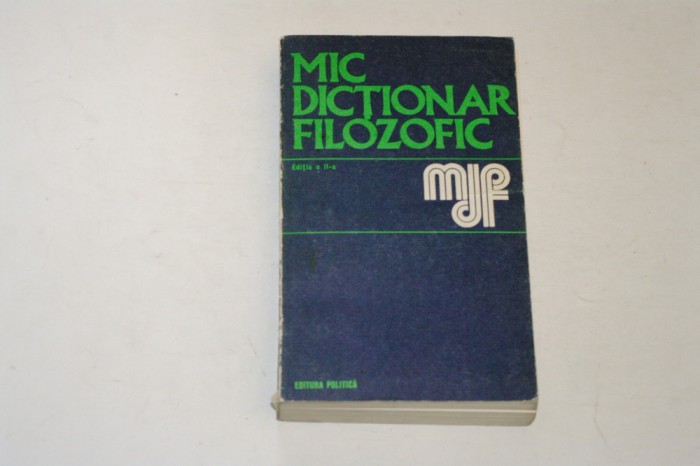 MIC
DICȚIONAR
FILOZOFIC
Ediția a II-a
mdf
EDITURA POLITICĂ